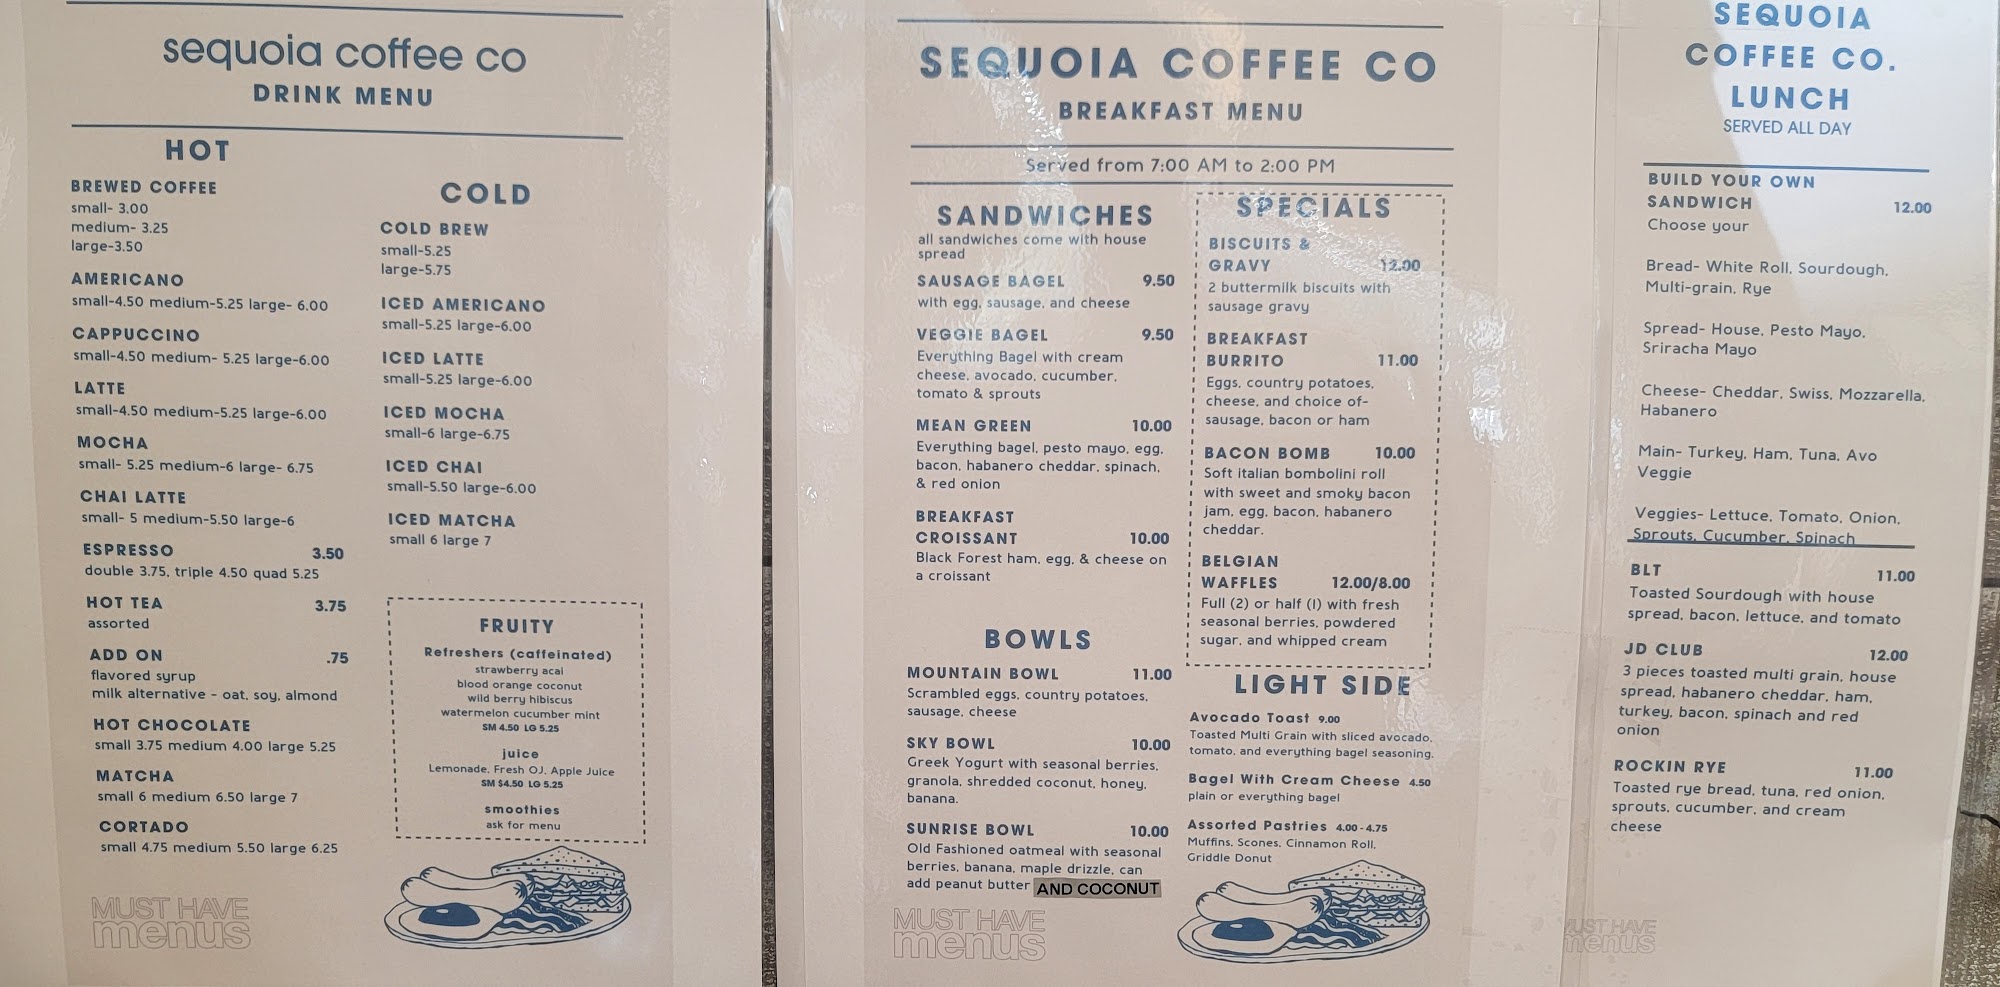 sequoia coffee co
DRINK MENU
HOT
BREWED COFFEE
small- 3.00
medium- 3.25
large-3.50
AMERICANO
small-4.50 medium-5.25 large- 6.00
CAPPUCCINO
small-4.50 medium- 5.25 large-6.00
LATTE
small-4.50 medium-5.25 large-6.00
MOCHA
small- 5.25 medium-6 large- 6.75
CHAI LATTE
small- 5 medium-5.50 large-6
ESPRESSO 3.50
double 3.75, triple 4.50 quad 5.25
HOT TEA 3.75
assorted
ADD ON .75
flavored syrup
milk alternative - oat, soy, almond
HOT CHOCOLATE
small 3.75 medium 4.00 large 5.25
MATCHA
small 6 medium 6.50 large 7
CORTADO
small 4.75 medium 5.50 large 6.25
MUST HAVE
menus
COLD
COLD BREW
small-5.25
large-5.75
ICED AMERICANO
small-5.25 large-6.00
ICED LATTE
small-5.25 large-6.00
ICED MOCHA
small-6 large-6.75
ICED CHAI
small-5.50 large-6.00
ICED MATCHA
small 6 large 7
FRUITY
Refreshers (caffeinated)
strawberry acai
blood orange coconut
wild berry hibiscus
watermelon cucumber mint
SM 4.50 LG 5.25
juice
Lemonade, Fresh OJ, Apple Juice
SM $4.50 LG 5.25
smoothies
ask for menu
SEQUOIA COFFEE CO
BREAKFAST MENU
Served from 7:00 AM to 2:00 PM
SANDWICHES
all sandwiches come with house
spread
SAUSAGE BAGEL 9.50
with egg, sausage, and cheese
VEGGIE BAGEL 9.50
Everything Bagel with cream
cheese, avocado, cucumber,
tomato & sprouts
MEAN GREEN 10.00
Everything bagel, pesto mayo, egg,
bacon, habanero cheddar, spinach,
& red onion
BREAKFAST
CROISSANT 10.00
Black Forest ham, egg, & cheese on
a croissant
BOWLS
MOUNTAIN BOWL 11.00
Scrambled eggs, country potatoes,
sausage, cheese
SKY BOWL 10.00
Greek Yogurt with seasonal berries,
granola, shredded coconut, honey,
banana.
SUNRISE BOWL 10.00
Old Fashioned oatmeal with seasonal
berries, banana, maple drizzle, can
add peanut butter AND COCONUT
MUST HAVE
menus
SPECIALS
BISCUITS &
GRAVY 12.00
2 buttermilk biscuits with
sausage gravy
BREAKFAST
BURRITO 11.00
Eggs, country potatoes,
cheese, and choice of-
sausage, bacon or ham
BACON BOMB 10.00
Soft italian bombolini roll
with sweet and smoky bacon
jam, egg, bacon, habanero
cheddar.
BELGIAN
WAFFLES 12.00/8.00
Full (2) or half (1) with fresh
seasonal berries, powdered
sugar, and whipped cream
LIGHT SIDE
Avocado Toast 9.00
Toasted Multi Grain with sliced avocado,
tomato, and everything bagel seasoning.
Bagel With Cream Cheese 4.50
plain or everything bagel
Assorted Pastries 4.00-4.75
Muffins, Scones, Cinnamon Roll,
Griddle Donut
SEQUOIA
COFFEE CO.
LUNCH
SERVED ALL DAY
BUILD YOUR OWN
SANDWICH 12.00
Choose your
Bread- White Roll, Sourdough,
Multi-grain, Rye
Spread- House, Pesto Mayo,
Sriracha Mayo
Cheese- Cheddar, Swiss, Mozzarella,
Habanero
Main- Turkey, Ham, Tuna, Avo
Veggie
Veggies- Lettuce, Tomato, Onion,
Sprouts, Cucumber, Spinach
BLT 11.00
Toasted Sourdough with house
spread, bacon, lettuce, and tomato
JD CLUB 12.00
3 pieces toasted multi grain, house
spread, habanero cheddar, ham,
turkey, bacon, spinach and red
onion
ROCKIN RYE 11.00
Toasted rye bread, tuna, red onion,
sprouts, cucumber, and cream
cheese
MUST HAVE
menus